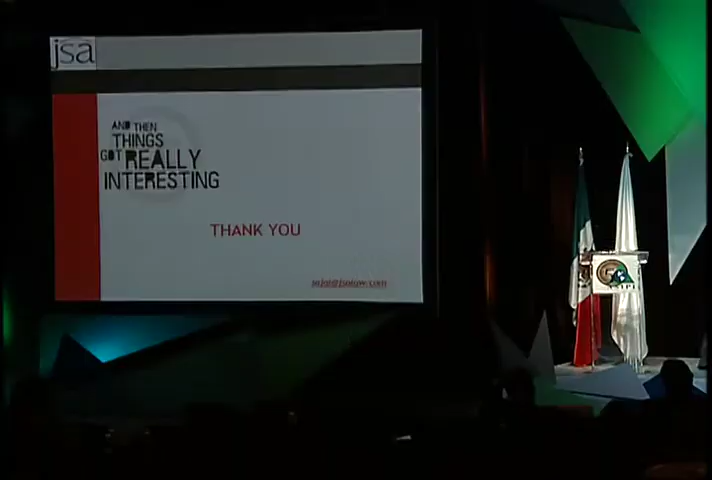 jsa
AND THEN
THINGS
GOT REALLY
INTERESTING
THANK YOU